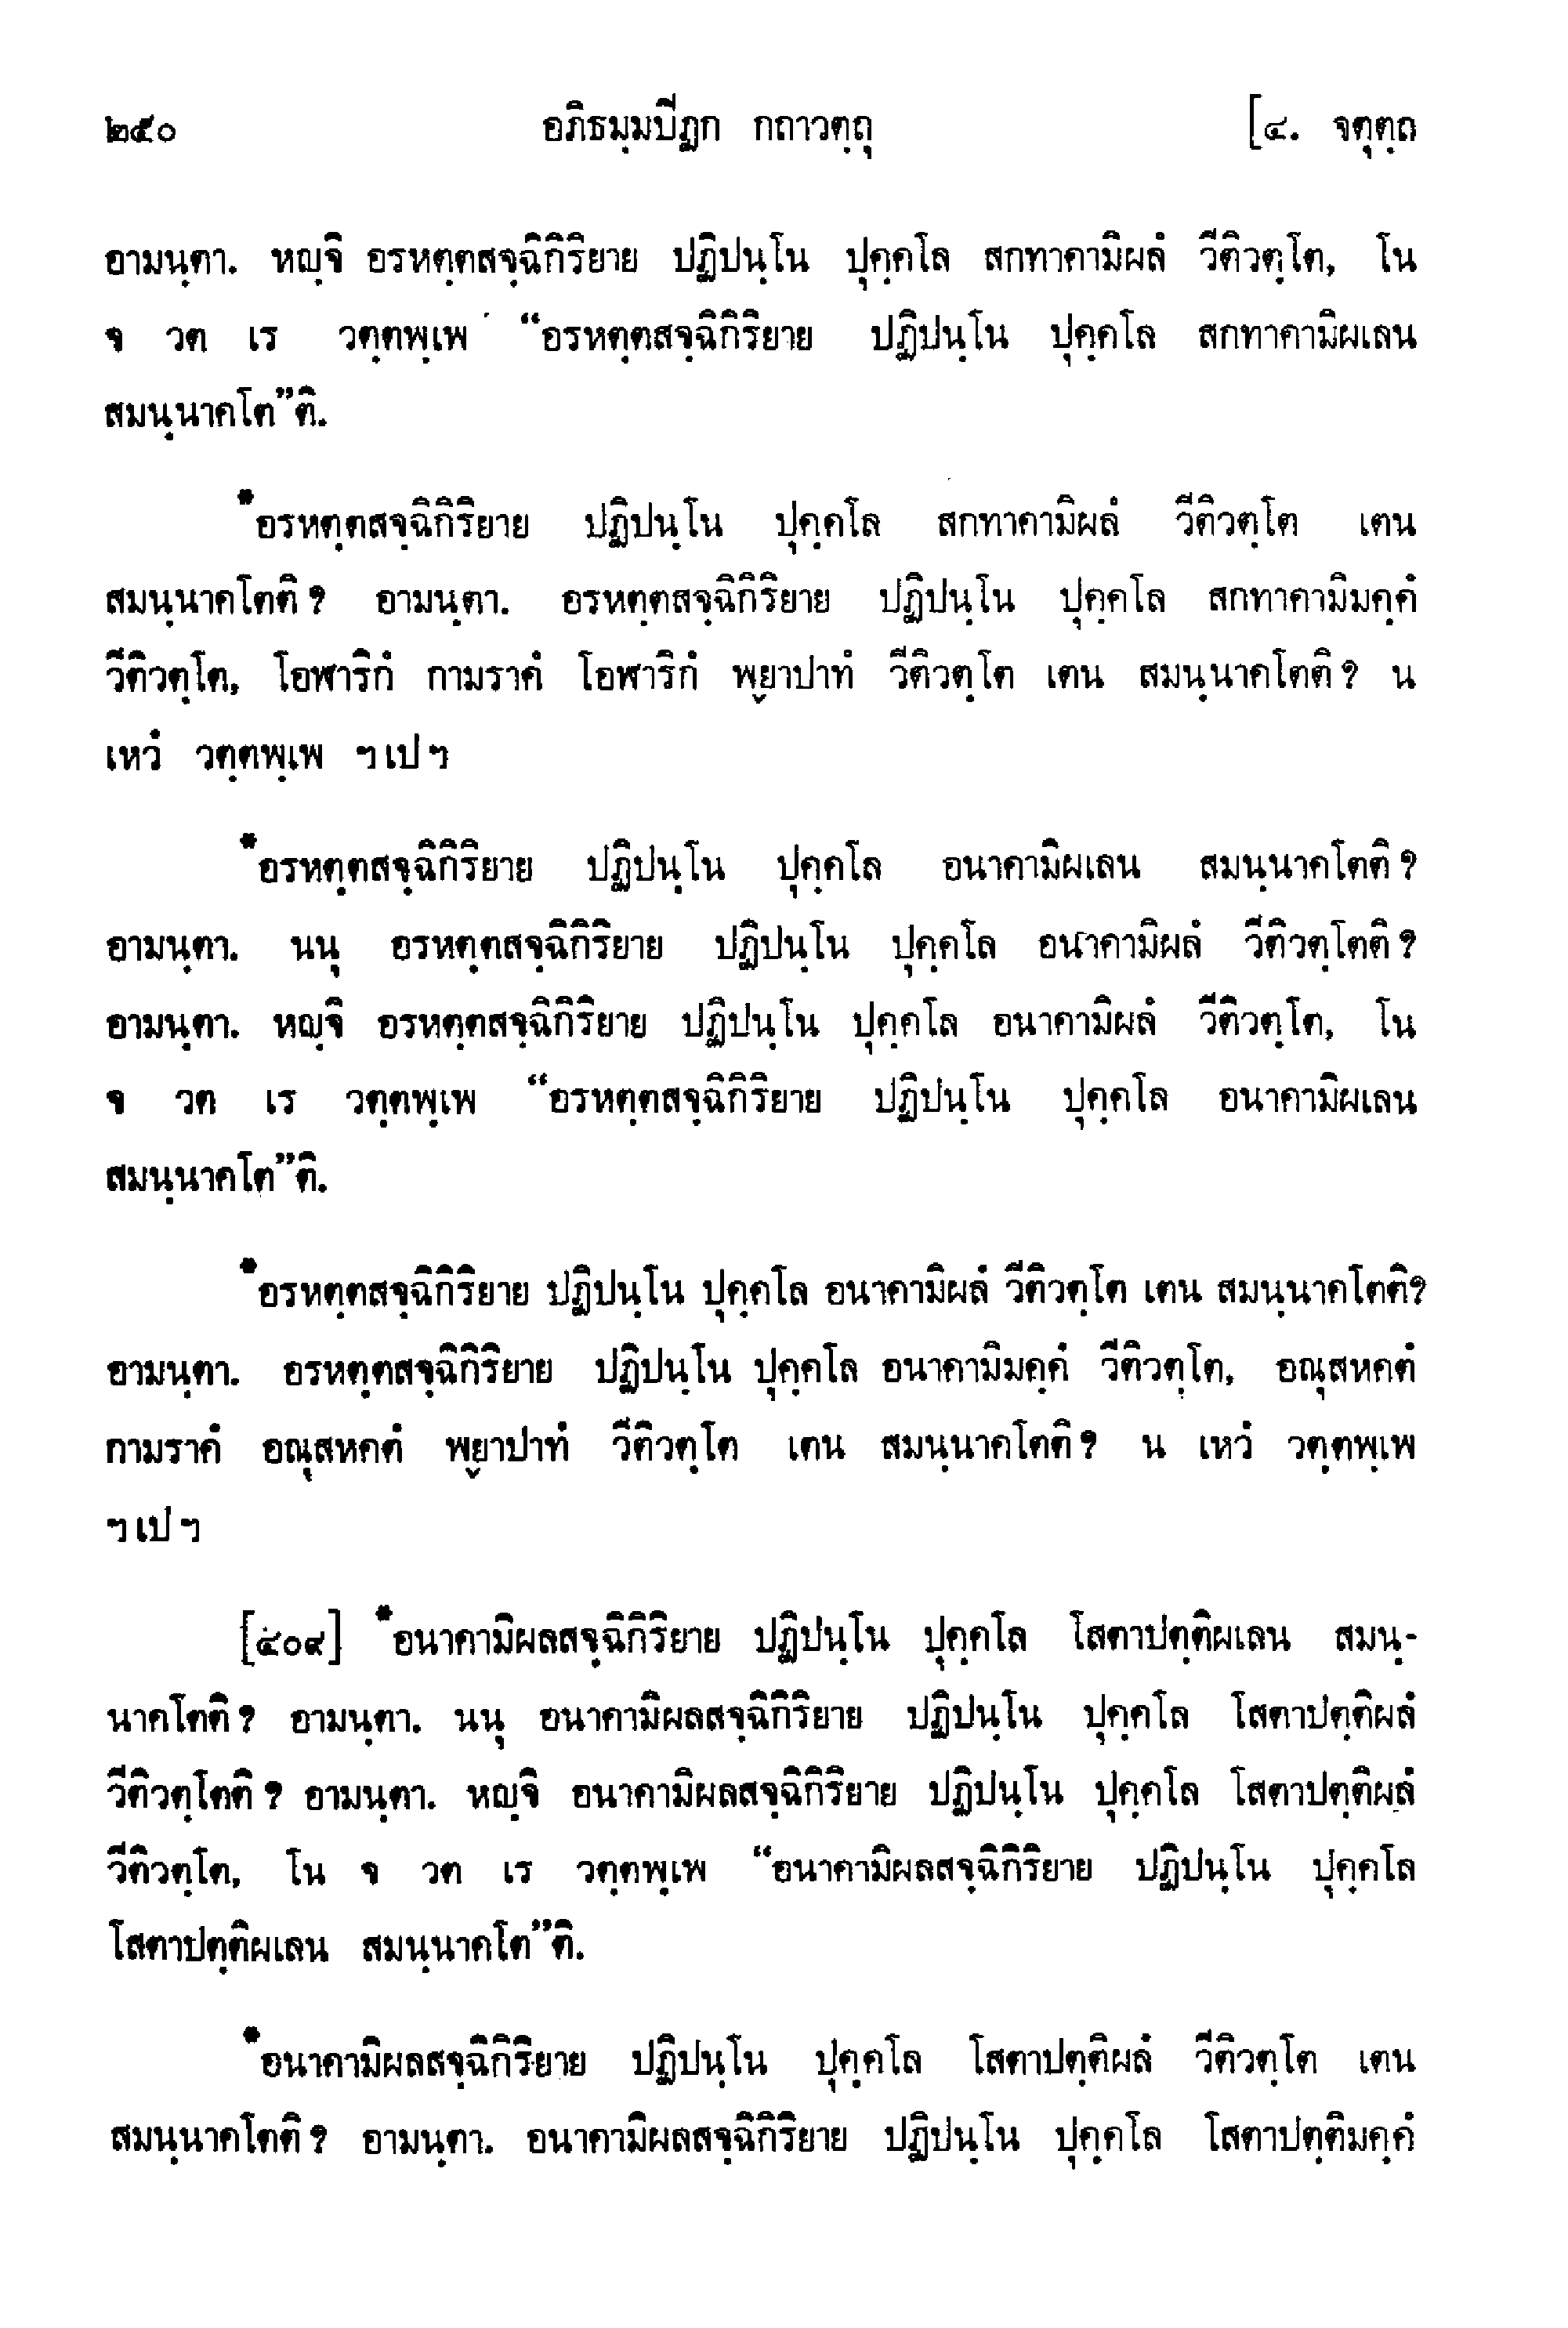 ๒๕๐ อภิธมฺมปีฏก กถาวตฺถุ [๔. จตุตฺถ
อามนฺตา. หญฺจิ อรหตฺตสจฺฉิกิริยาย ปฏิปนฺโน ปุคฺคโล สกทาคามิผลํ วีติวตฺโต, โน
จ วต เร วตฺตพฺเพ “อรหตฺตสจฺฉิกิริยาย ปฏิปนฺโน ปุคฺคโล สกทาคามิผเลน
สมนฺนาคโต”ติ.
*อรหตฺตสจฺฉิกิริยาย ปฏิปนฺโน ปุคฺคโล สกทาคามิผลํ วีติวตฺโต เตน
สมนฺนาคโตติ? อามนฺตา. อรหตฺตสจฺฉิกิริยาย ปฏิปนฺโน ปุคฺคโล สกทาคามิมคฺคํ
วีติวตฺโต, โอฬาริกํ กามราคํ โอฬาริกํ พฺยาปาทํ วีติวตฺโต เตน สมนฺนาคโตติ? น
เหวํ วตฺตพฺเพ ฯเปฯ
*อรหตฺตสจฺฉิกิริยาย ปฏิปนฺโน ปุคฺคโล อนาคามิผเลน สมนฺนาคโตติ?
อามนฺตา. นนุ อรหตฺตสจฺฉิกิริยาย ปฏิปนฺโน ปุคฺคโล อนาคามิผลํ วีติวตฺโตติ?
อามนฺตา. หญฺจิ อรหตฺตสจฺฉิกิริยาย ปฏิปนฺโน ปุคฺคโล อนาคามิผลํ วีติวตฺโต, โน
จ วต เร วตฺตพฺเพ “อรหตฺตสจฺฉิกิริยาย ปฏิปนฺโน ปุคฺคโล อนาคามิผเลน
สมนฺนาคโต”ติ.
*อรหตฺตสจฺฉิกิริยาย ปฏิปนฺโน ปุคฺคโล อนาคามิผลํ วีติวตฺโต เตน สมนฺนาคโตติ?
อามนฺตา. อรหตฺตสจฺฉิกิริยาย ปฏิปนฺโน ปุคฺคโล อนาคามิมคฺคํ วีติวตฺโต, อณุสหคตํ
กามราคํ อณุสหคตํ พฺยาปาทํ วีติวตฺโต เตน สมนฺนาคโตติ? น เหวํ วตฺตพฺเพ
ฯเปฯ
[๔๐๙] *อนาคามิผลสจฺฉิกิริยาย ปฏิปนฺโน ปุคฺคโล โสตาปตฺติผเลน สมนฺ-
นาคโตติ? อามนฺตา. นนุ อนาคามิผลสจฺฉิกิริยาย ปฏิปนฺโน ปุคฺคโล โสตาปตฺติผลํ
วีติวตฺโตติ? อามนฺตา. หญฺจิ อนาคามิผลสจฺฉิกิริยาย ปฏิปนฺโน ปุคฺคโล โสตาปตฺติผลํ
วีติวตฺโต, โน จ วต เร วตฺตพฺเพ “อนาคามิผลสจฺฉิกิริยาย ปฏิปนฺโน ปุคฺคโล
โสตาปตฺติผเลน สมนฺนาคโต”ติ.
*อนาคามิผลสจฺฉิกิริยาย ปฏิปนฺโน ปุคฺคโล โสตาปตฺติผลํ วีติวตฺโต เตน
สมนฺนาคโตติ? อามนฺตา. อนาคามิผลสจฺฉิกิริยาย ปฏิปนฺโน ปุคฺคโล โสตาปตฺติมคฺคํ